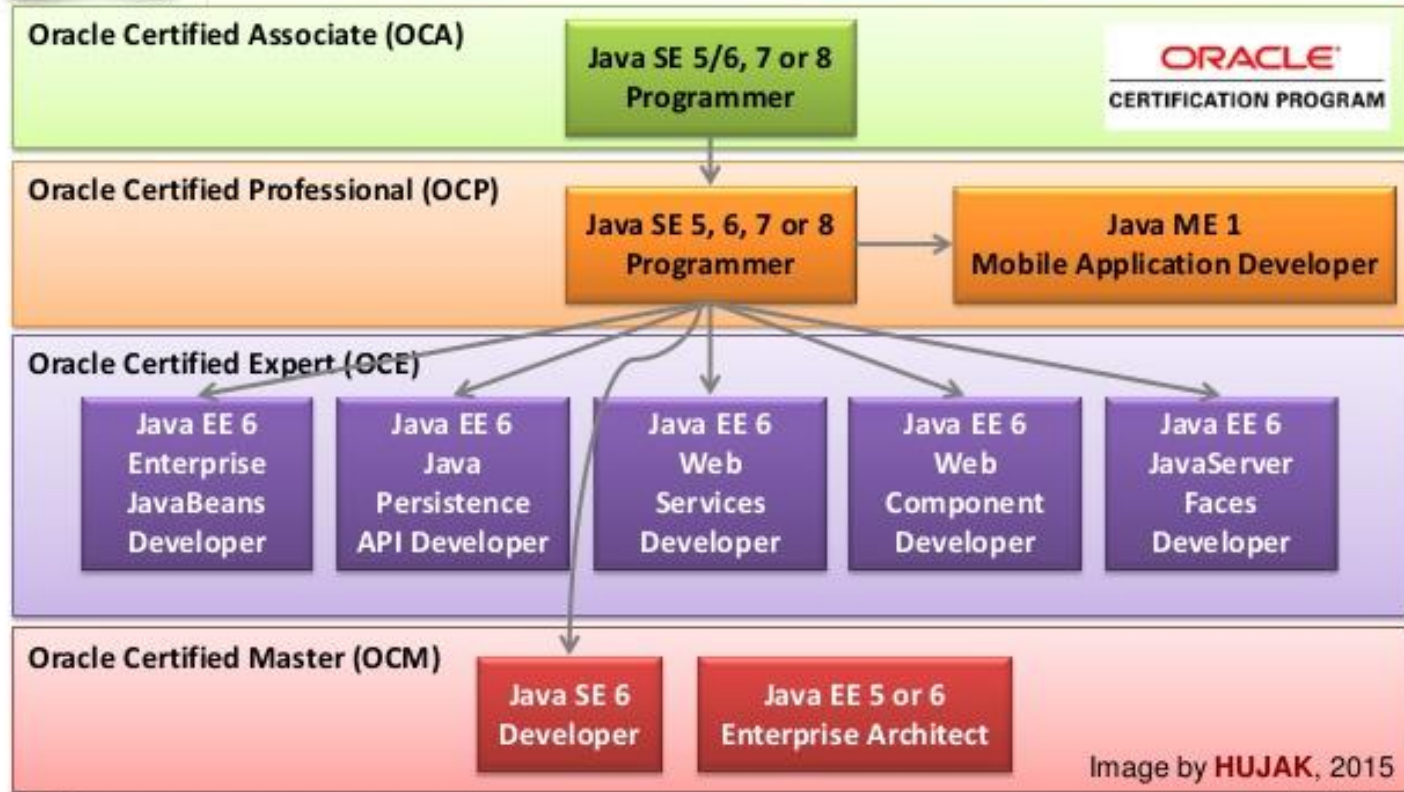 Oracle Certified Associate (OCA)
Java SE 5/6, 7 or 8
Programmer
ORACLE
CERTIFICATION PROGRAM
Oracle Certified Professional (OCP)
Java SE 5, 6, 7 or 8
Programmer
Java ME 1
Mobile Application Developer
Oracle Certified Expert (OCE)
Java EE 6
Enterprise
JavaBeans
Developer
Java EE 6
Java
Persistence
API Developer
Java EE 6
Web
Services
Developer
Java EE 6
Web
Component
Developer
Java EE 6
JavaServer
Faces
Developer
Oracle Certified Master (OCM)
Java SE 6
Developer
Java EE 5 or 6
Enterprise Architect
Image by HUJAK, 2015